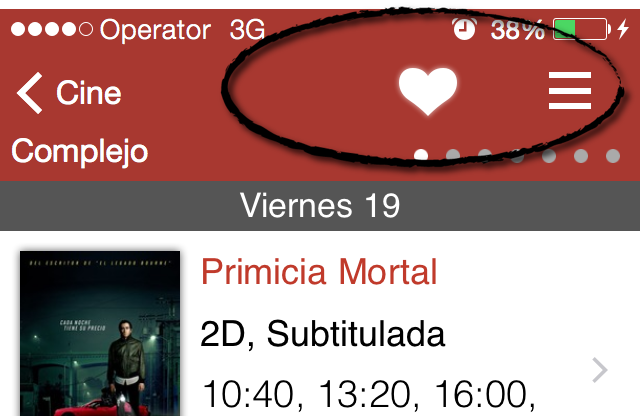 Operator 3G 38%
Cine
Complejo
Viernes 19
DEL ESCRITOR DE "EL LEGADO BOURNE"
Primicia Mortal
CADA NOCHE
TIENE SU PRECIO
2D, Subtitulada
10:40, 13:20, 16:00,